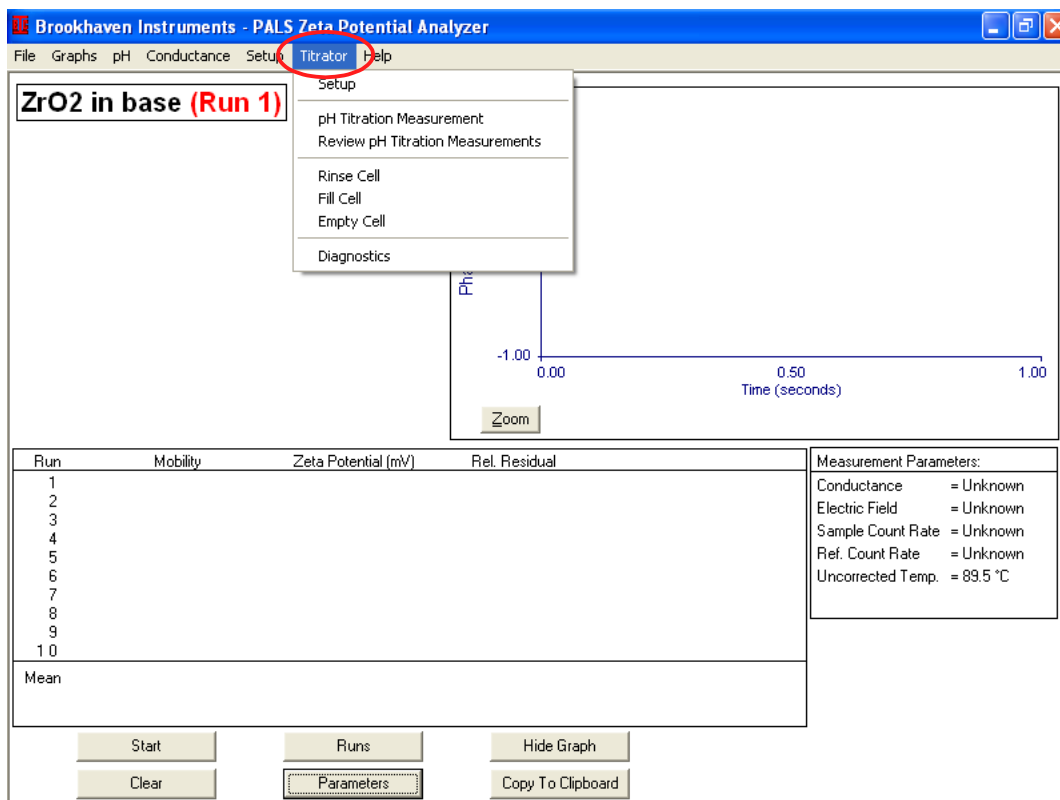 Brookhaven Instruments - PALS Zeta Potential Analyzer
File Graphs pH Conductance Setup Titrator Help
ZrO2 in base (Run 1)
Setup
pH Titration Measurement
Review pH Titration Measurements
Rinse Cell
Fill Cell
Empty Cell
Diagnostics
-1.00
0.00 0.50 1.00
Time (seconds)
Zoom
Run Mobility Zeta Potential (mV) Rel. Residual
1
2
3
4
5
6
7
8
9
10
Mean
Measurement Parameters:
Conductance = Unknown
Electric Field = Unknown
Sample Count Rate = Unknown
Ref. Count Rate = Unknown
Uncorrected Temp. = 89.5 °C
Start Runs Hide Graph
Clear Parameters Copy To Clipboard